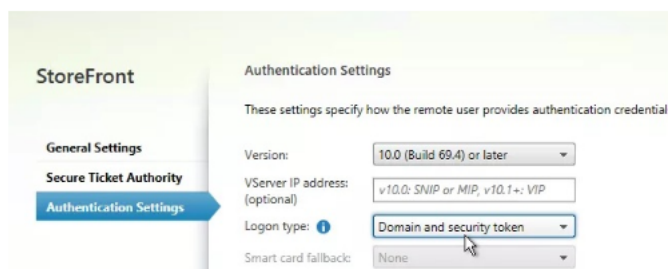 StoreFront
Authentication Settings
These settings specify how the remote user provides authentication credential
General Settings
Secure Ticket Authority
Authentication Settings
Version:
10.0 (Build 69.4) or later
VServer IP address:
(optional)
v10.0: SNIP or MIP, v10.1+: VIP
Logon type:
Domain and security token
Smart card fallback:
None